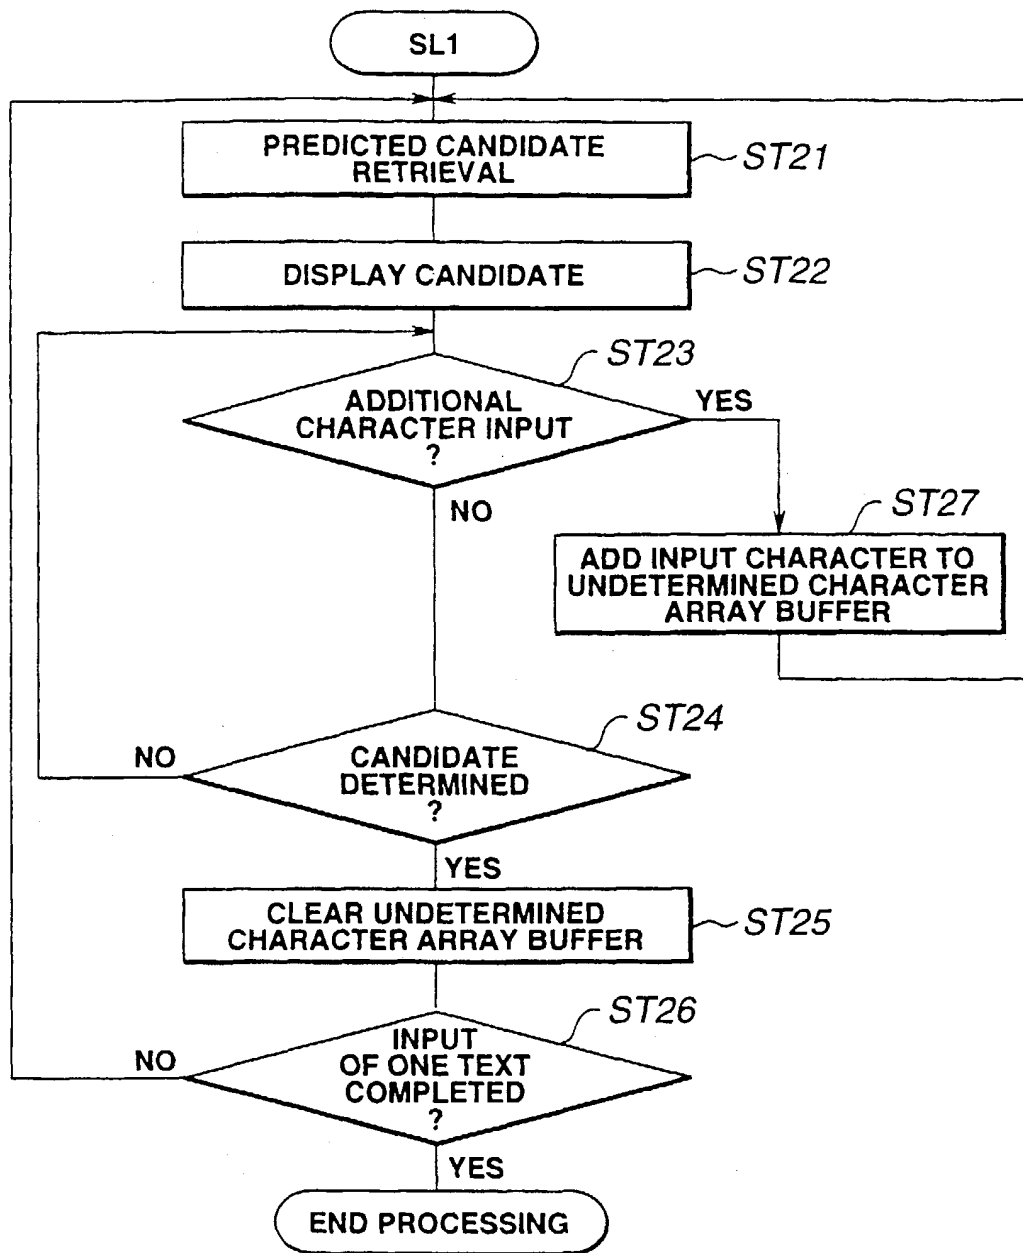 SL1
PREDICTED CANDIDATE
RETRIEVAL
ST21
DISPLAY CANDIDATE
ST22
ST23
ADDITIONAL
CHARACTER INPUT
?
YES
NO
ST27
ADD INPUT CHARACTER TO
UNDETERMINED CHARACTER
ARRAY BUFFER
ST24
CANDIDATE
DETERMINED
?
NO
YES
CLEAR UNDETERMINED
CHARACTER ARRAY BUFFER
ST25
ST26
INPUT
OF ONE TEXT
COMPLETED
?
NO
YES
END PROCESSING